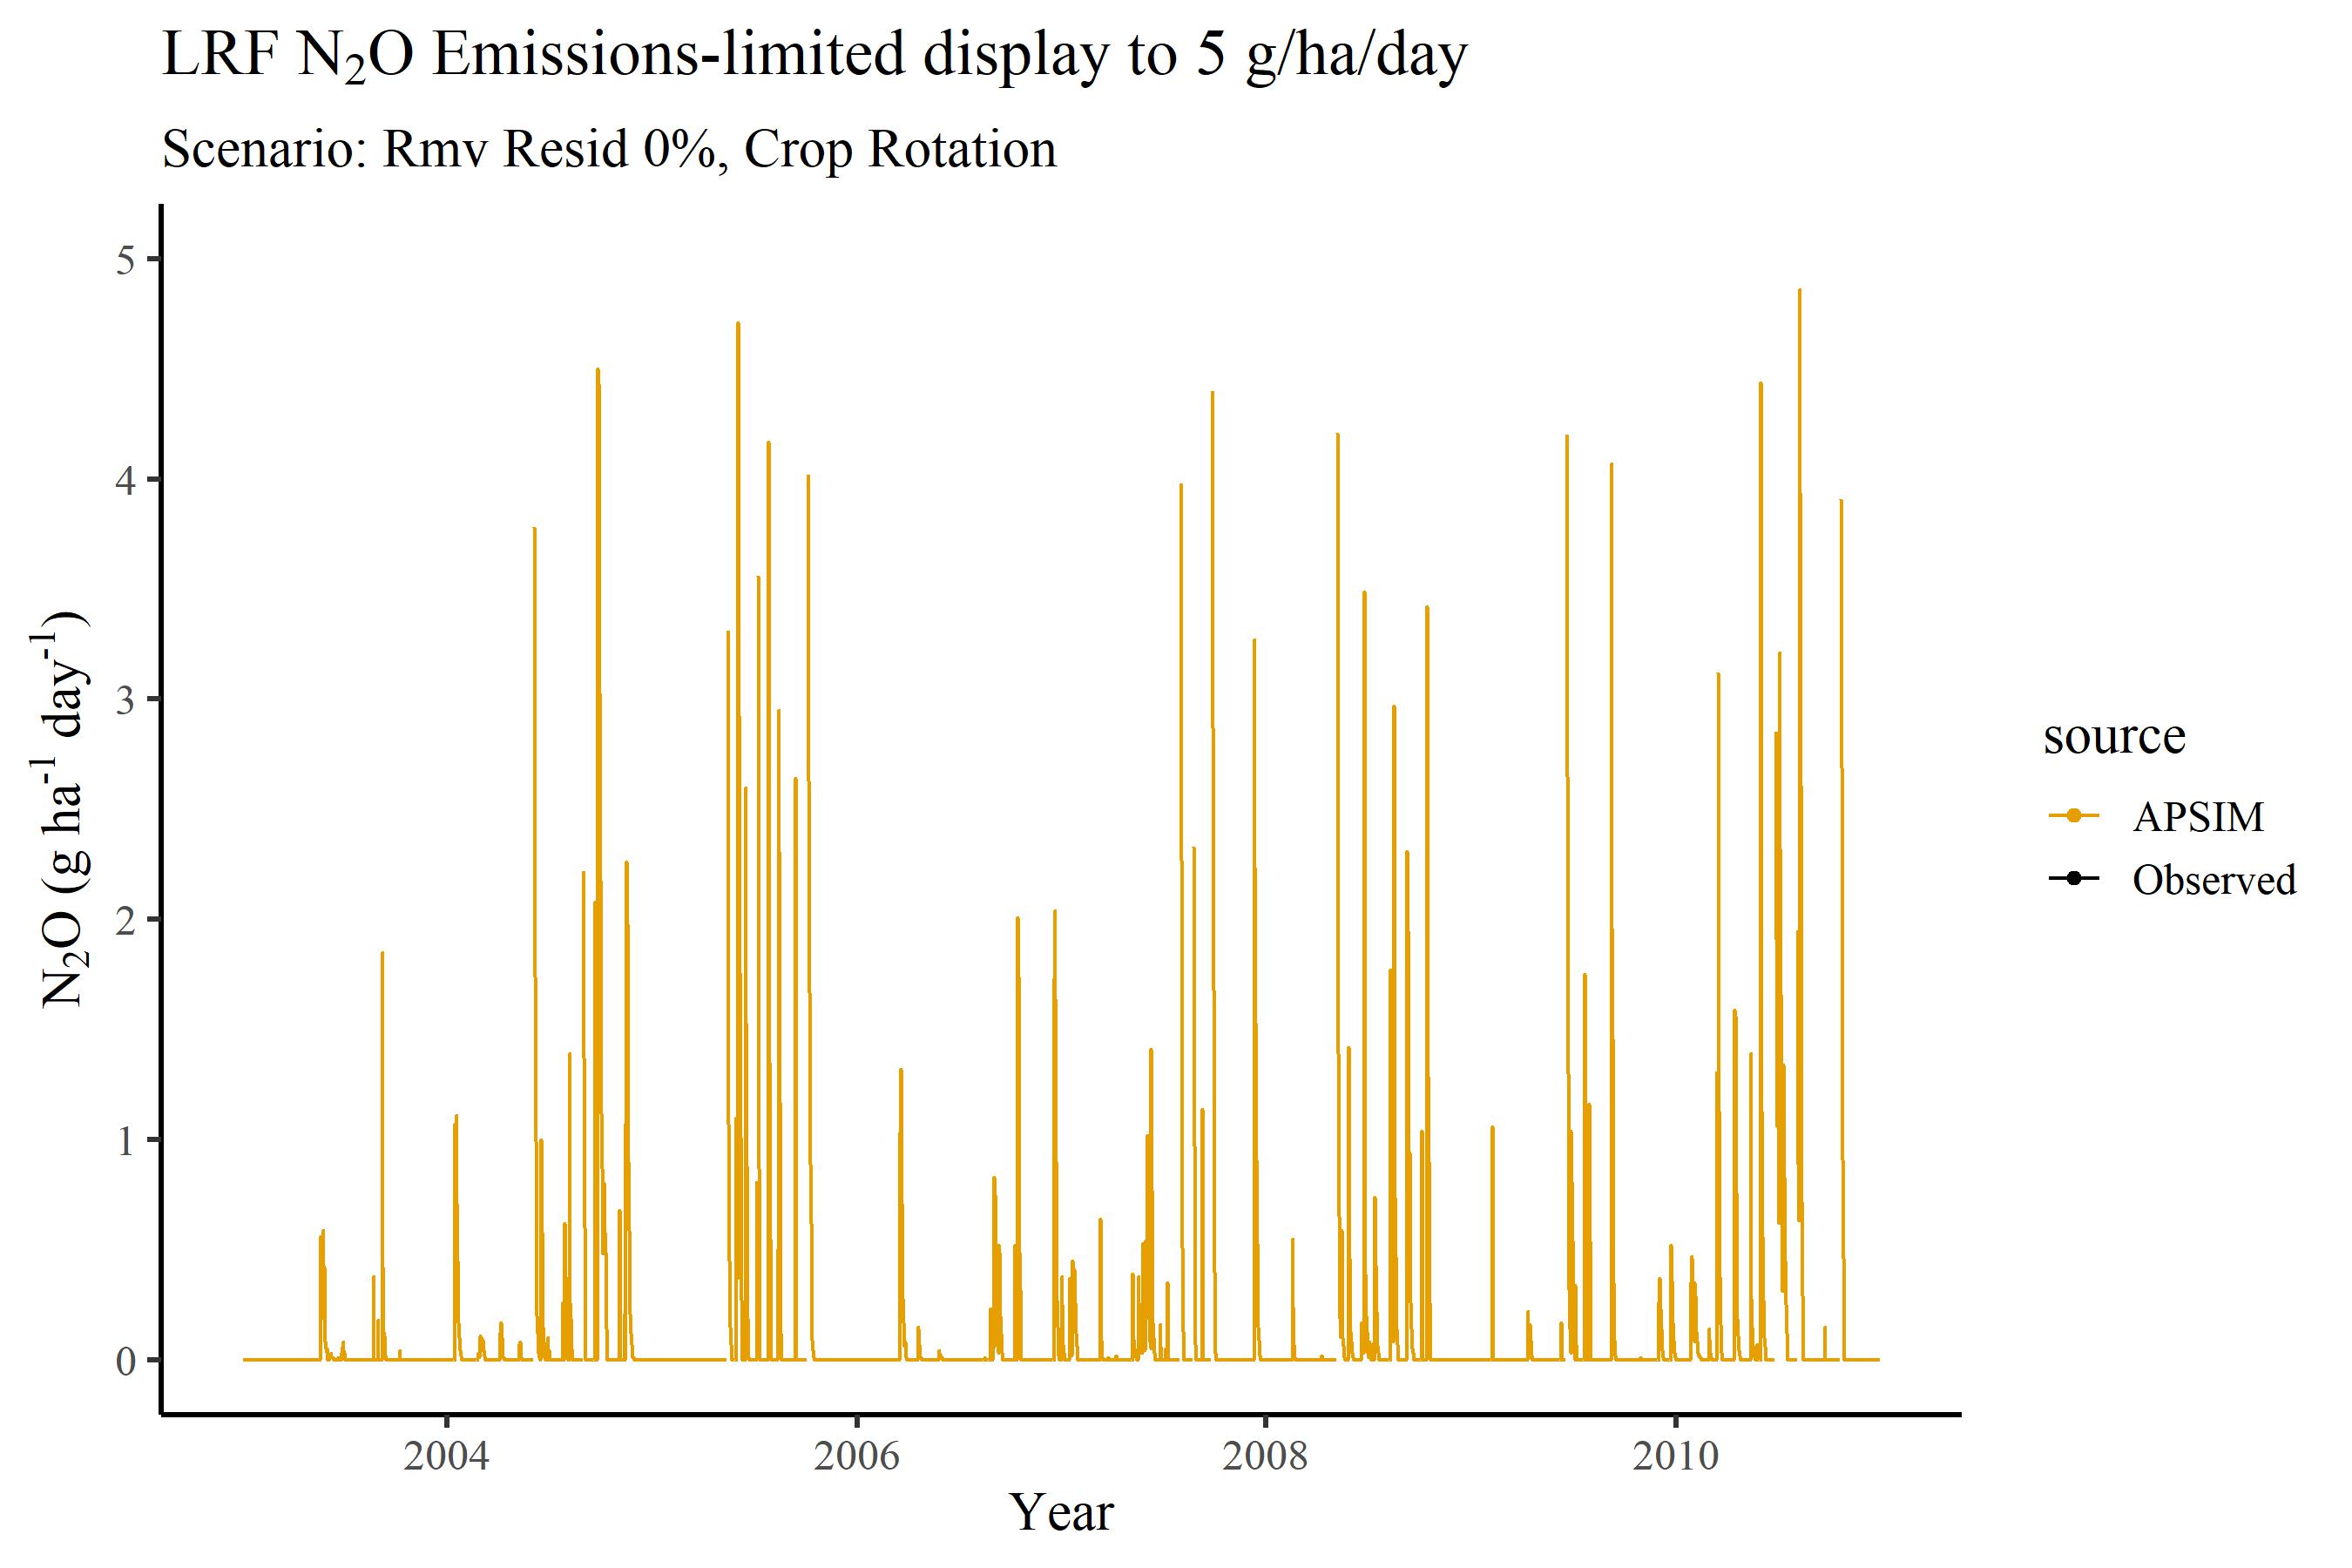 LRF N₂O Emissions-limited display to 5 g/ha/day
Scenario: Rmv Resid 0%, Crop Rotation
N₂O (g ha⁻¹ day⁻¹)
5
4
3
2
1
0
2004 2006 2008 2010
Year
source
APSIM
Observed